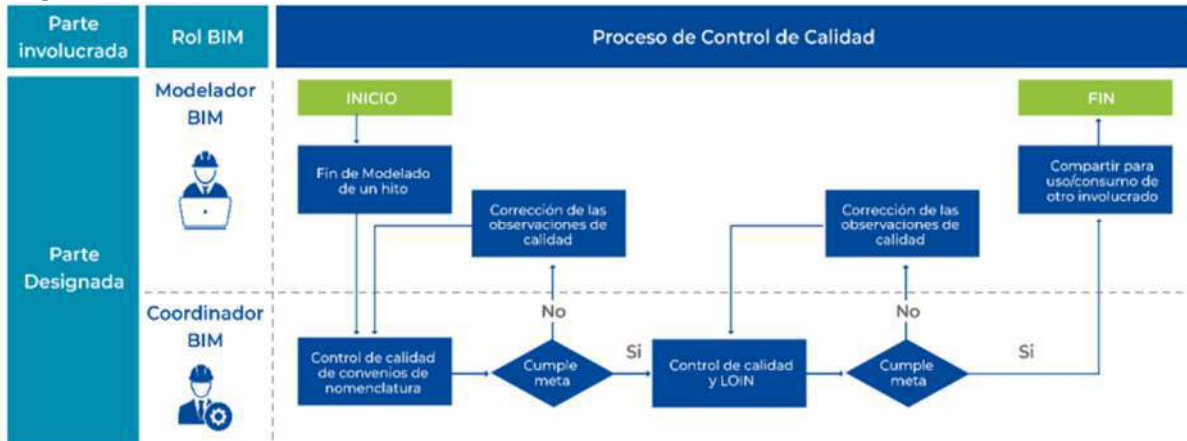 Parte
involucrada
Rol BIM
Proceso de Control de Calidad
Parte
Designada
Modelador
BIM
INICIO
FIN
Fin de Modelado
de un hito
Corrección de las
observaciones de
calidad
Corrección de las
observaciones de
calidad
Compartir para
uso/consumo de
otro involucrado
Coordinador
BIM
Control de calidad
de convenios de
nomenclatura
No
Cumple
meta
Si
Control de calidad
y LOIN
No
Cumple
meta
Si